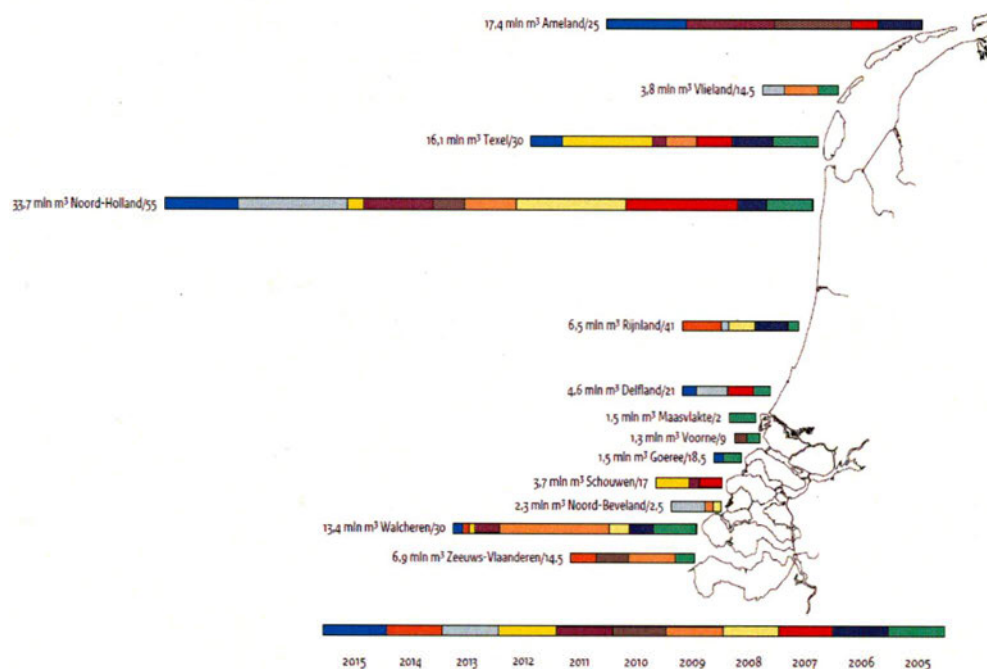 17,4 mln m³ Ameland/25
3,8 mln m³ Vlieland/14,5
16,1 mln m³ Texel/30
33,7 mln m³ Noord-Holland/55
6,5 mln m³ Rijnland/41
4,6 mln m³ Delfland/21
1,5 mln m³ Maasvlakte/2
1,3 mln m³ Voorne/9
1,5 mln m³ Goeree/18,5
3,7 mln m³ Schouwen/17
2,3 mln m³ Noord-Beveland/2,5
13,4 mln m³ Walcheren/30
6,9 mln m³ Zeeuws-Vlaanderen/14,5
2015 2014 2013 2012 2011 2010 2009 2008 2007 2006 2005